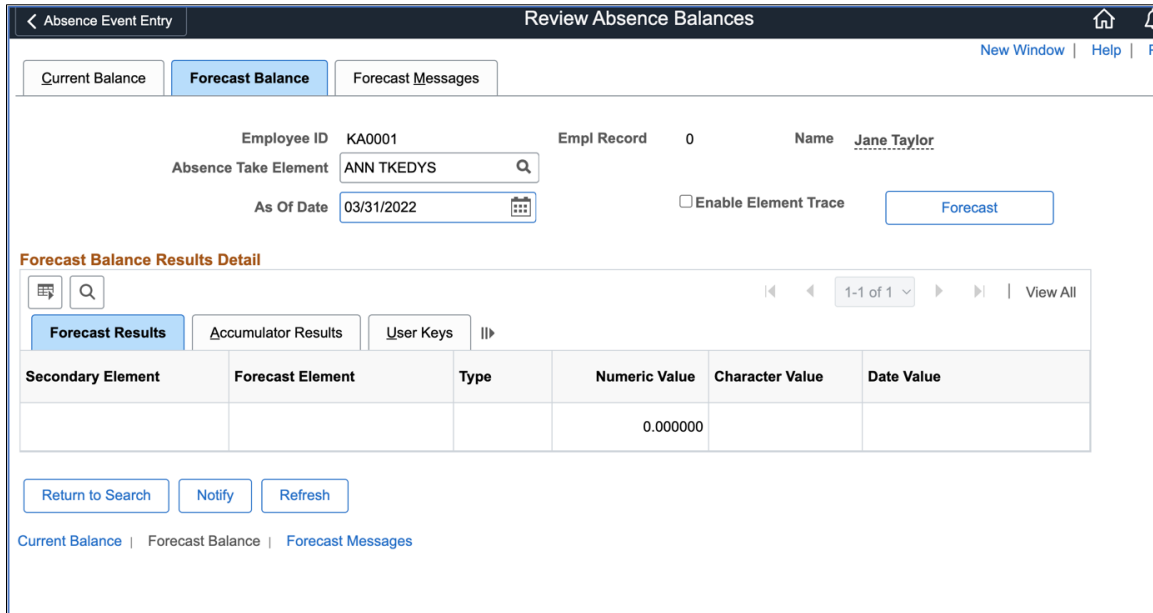 Absence Event Entry
Review Absence Balances
New Window | Help |
Current Balance
Forecast Balance
Forecast Messages
Employee ID KA0001 Empl Record 0 Name Jane Taylor
Absence Take Element ANN TKEDYS
As Of Date 03/31/2022 Enable Element Trace Forecast
Forecast Balance Results Detail
1-1 of 1 | View All
Forecast Results Accumulator Results User Keys
Secondary Element Forecast Element Type Numeric Value Character Value Date Value
0.000000
Return to Search Notify Refresh
Current Balance | Forecast Balance | Forecast Messages